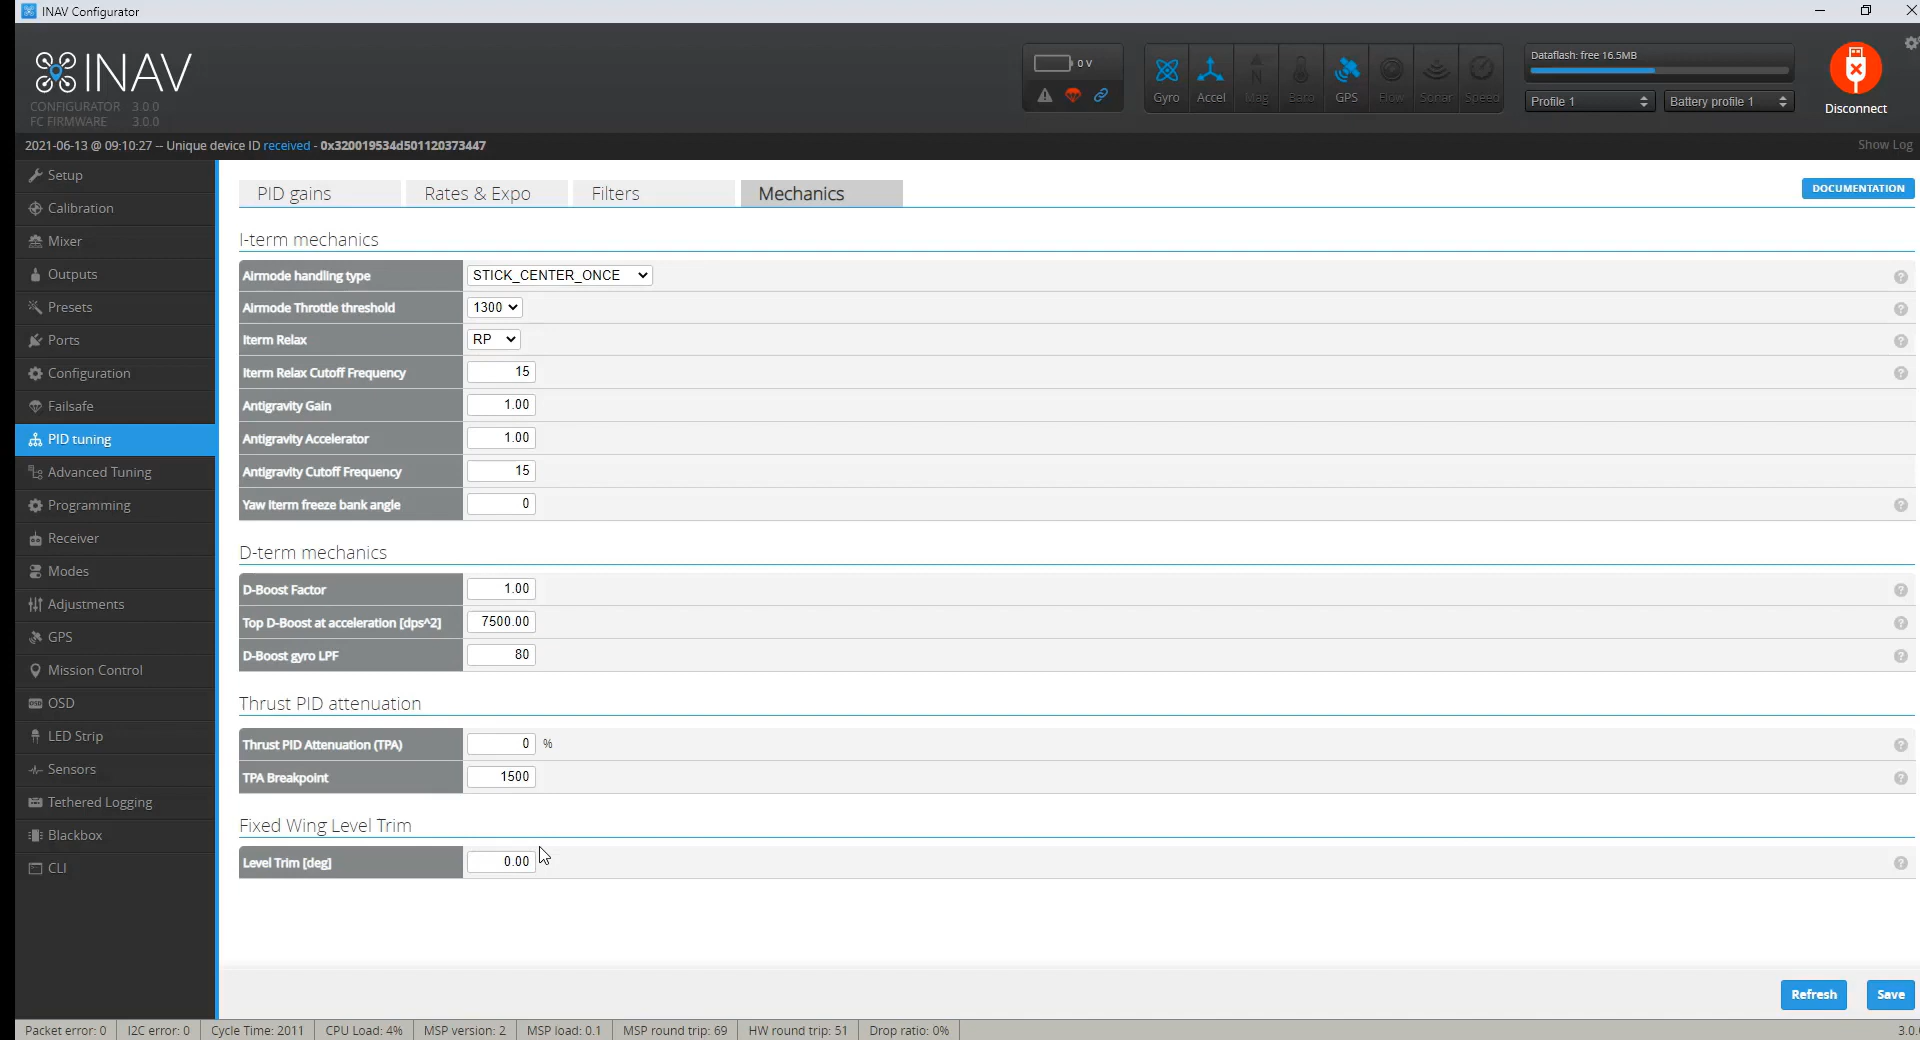 INAV Configurator
INAV
CONFIGURATOR 3.0.0
FC FIRMWARE 3.0.0
0 V
Gyro Accel Mag Baro GPS Flow Sonar Speed
Dataflash: free 16.5MB
Profile 1 Battery profile 1
Disconnect
2021-06-13 @ 09:10:27 -- Unique device ID received - 0x320019534d501120373447
Show Log
Setup
Calibration
Mixer
Outputs
Presets
Ports
Configuration
Failsafe
PID tuning
Advanced Tuning
Programming
Receiver
Modes
Adjustments
GPS
Mission Control
OSD
LED Strip
Sensors
Tethered Logging
Blackbox
CLI
PID gains Rates & Expo Filters Mechanics
DOCUMENTATION
I-term mechanics
Airmode handling type STICK_CENTER_ONCE
Airmode Throttle threshold 1300
Iterm Relax RP
Iterm Relax Cutoff Frequency 15
Antigravity Gain 1.00
Antigravity Accelerator 1.00
Antigravity Cutoff Frequency 15
Yaw Iterm freeze bank angle 0
D-term mechanics
D-Boost Factor 1.00
Top D-Boost at acceleration [dps^2] 7500.00
D-Boost gyro LPF 80
Thrust PID attenuation
Thrust PID Attenuation (TPA) 0 %
TPA Breakpoint 1500
Fixed Wing Level Trim
Level Trim [deg] 0.00
Refresh Save
Packet error: 0 I2C error: 0 Cycle Time: 2011 CPU Load: 4% MSP version: 2 MSP load: 0.1 MSP round trip: 69 HW round trip: 51 Drop ratio: 0% 3.0.